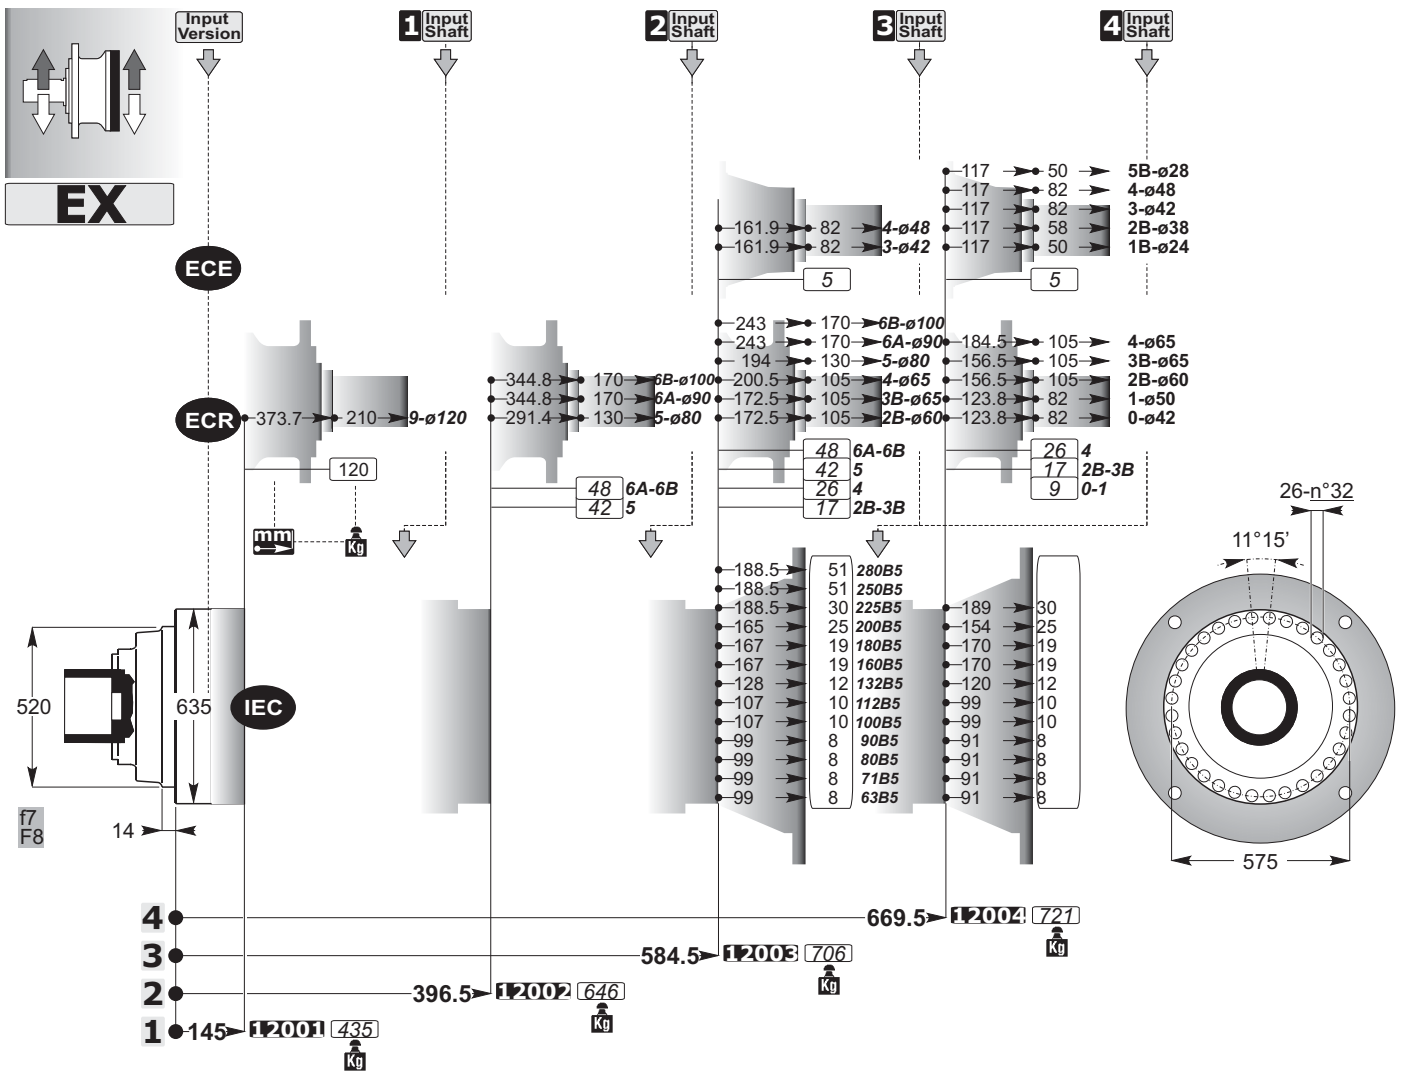 Input Version
1 Input Shaft
2 Input Shaft
3 Input Shaft
4 Input Shaft
EX
117 50 5B-ø28
117 82 4-ø48
117 82 3-ø42
161.9 82 4-ø48 117 58 2B-ø38
161.9 82 3-ø42 117 50 1B-ø24
ECE
5 5
243 170 6B-ø100
243 170 6A-ø90 184.5 105 4-ø65
194 130 5-ø80 156.5 105 3B-ø65
344.8 170 6B-ø100 200.5 105 4-ø65 156.5 105 2B-ø60
344.8 170 6A-ø90 172.5 105 3B-ø65 123.8 82 1-ø50
ECR 373.7 210 9-ø120 291.4 130 5-ø80 172.5 105 2B-ø60 123.8 82 0-ø42
48 6A-6B 26 4
120 42 5 17 2B-3B
48 6A-6B 26 4 9 0-1
42 5 17 2B-3B
26-n°32
mm Kg
11°15'
188.5 51 280B5
188.5 51 250B5
188.5 30 225B5 189 30
165 25 200B5 154 25
167 19 180B5 170 19
167 19 160B5 170 19
128 12 132B5 120 12
107 10 112B5 99 10
107 10 100B5 99 10
99 8 90B5 91 8
99 8 80B5 91 8
99 8 71B5 91 8
99 8 63B5 91 8
520 635 IEC
f7
F8
14
575
4 669.5 12004 721
Kg
3 584.5 12003 706
Kg
2 396.5 12002 646
Kg
1 145 12001 435
Kg